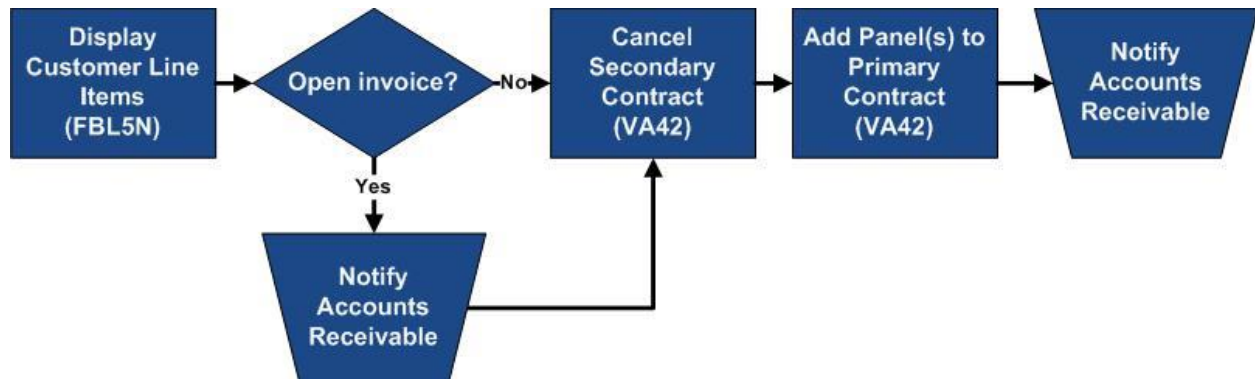 Display
Customer Line
Items
(FBL5N)
Open invoice?
No
Cancel
Secondary
Contract
(VA42)
Add Panel(s) to
Primary
Contract
(VA42)
Notify
Accounts
Receivable
Yes
Notify
Accounts
Receivable